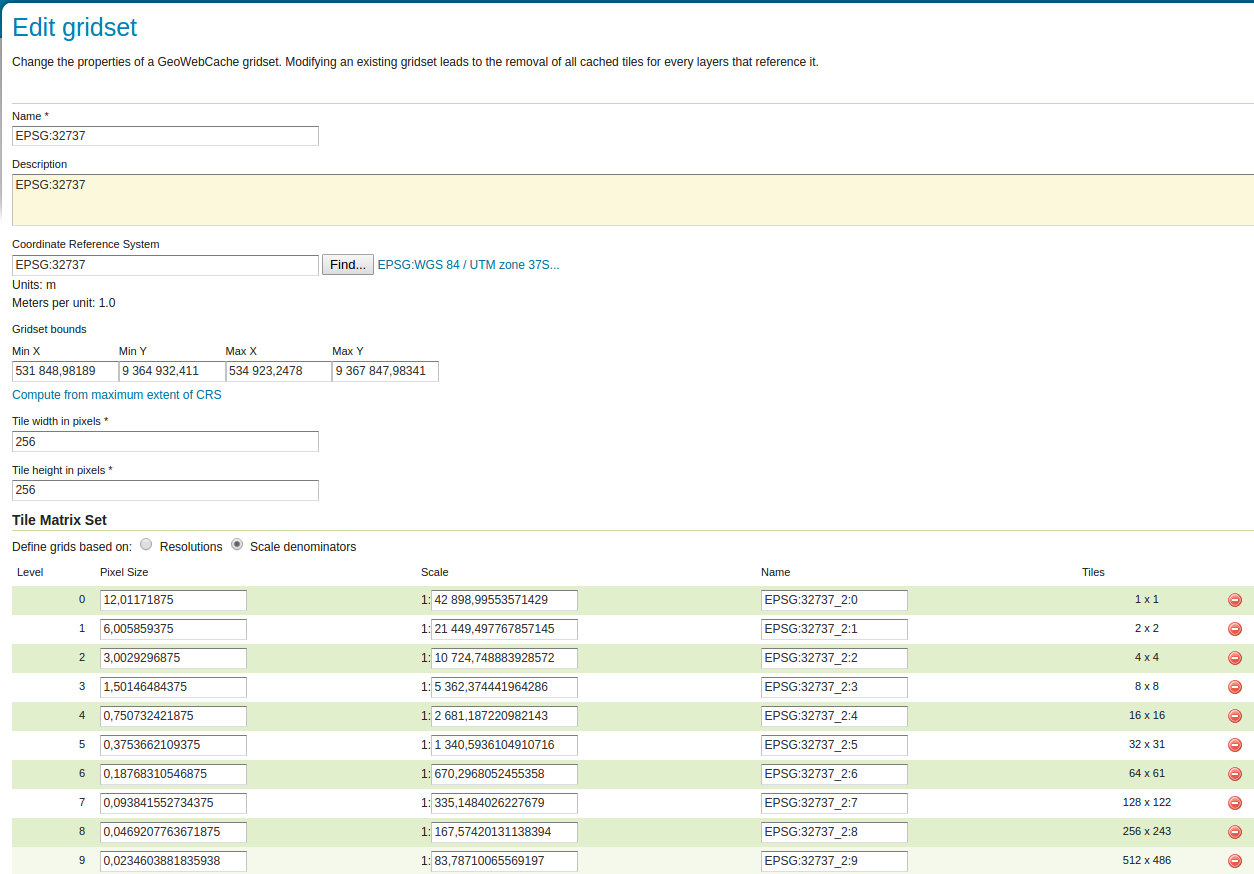 Edit gridset
Change the properties of a GeoWebCache gridset. Modifying an existing gridset leads to the removal of all cached tiles for every layers that reference it.
Name *
EPSG:32737
Description
EPSG:32737
Coordinate Reference System
EPSG:32737 Find... EPSG:WGS 84 / UTM zone 37S...
Units: m
Meters per unit: 1.0
Gridset bounds
Min X Min Y Max X Max Y
531 848,98189 9 364 932,411 534 923,2478 9 367 847,98341
Compute from maximum extent of CRS
Tile width in pixels *
256
Tile height in pixels *
256
Tile Matrix Set
Define grids based on: Resolutions Scale denominators
Level Pixel Size Scale Name Tiles
0 12,01171875 1: 42 898,99553571429 EPSG:32737_2:0 1 x 1
1 6,005859375 1: 21 449,497767857145 EPSG:32737_2:1 2 x 2
2 3,0029296875 1: 10 724,748883928572 EPSG:32737_2:2 4 x 4
3 1,50146484375 1: 5 362,374441964286 EPSG:32737_2:3 8 x 8
4 0,750732421875 1: 2 681,187220982143 EPSG:32737_2:4 16 x 16
5 0,3753662109375 1: 1 340,5936104910716 EPSG:32737_2:5 32 x 31
6 0,18768310546875 1: 670,2968052455358 EPSG:32737_2:6 64 x 61
7 0,093841552734375 1: 335,1484026227679 EPSG:32737_2:7 128 x 122
8 0,0469207763671875 1: 167,57420131138394 EPSG:32737_2:8 256 x 243
9 0,0234603881835938 1: 83,78710065569197 EPSG:32737_2:9 512 x 486